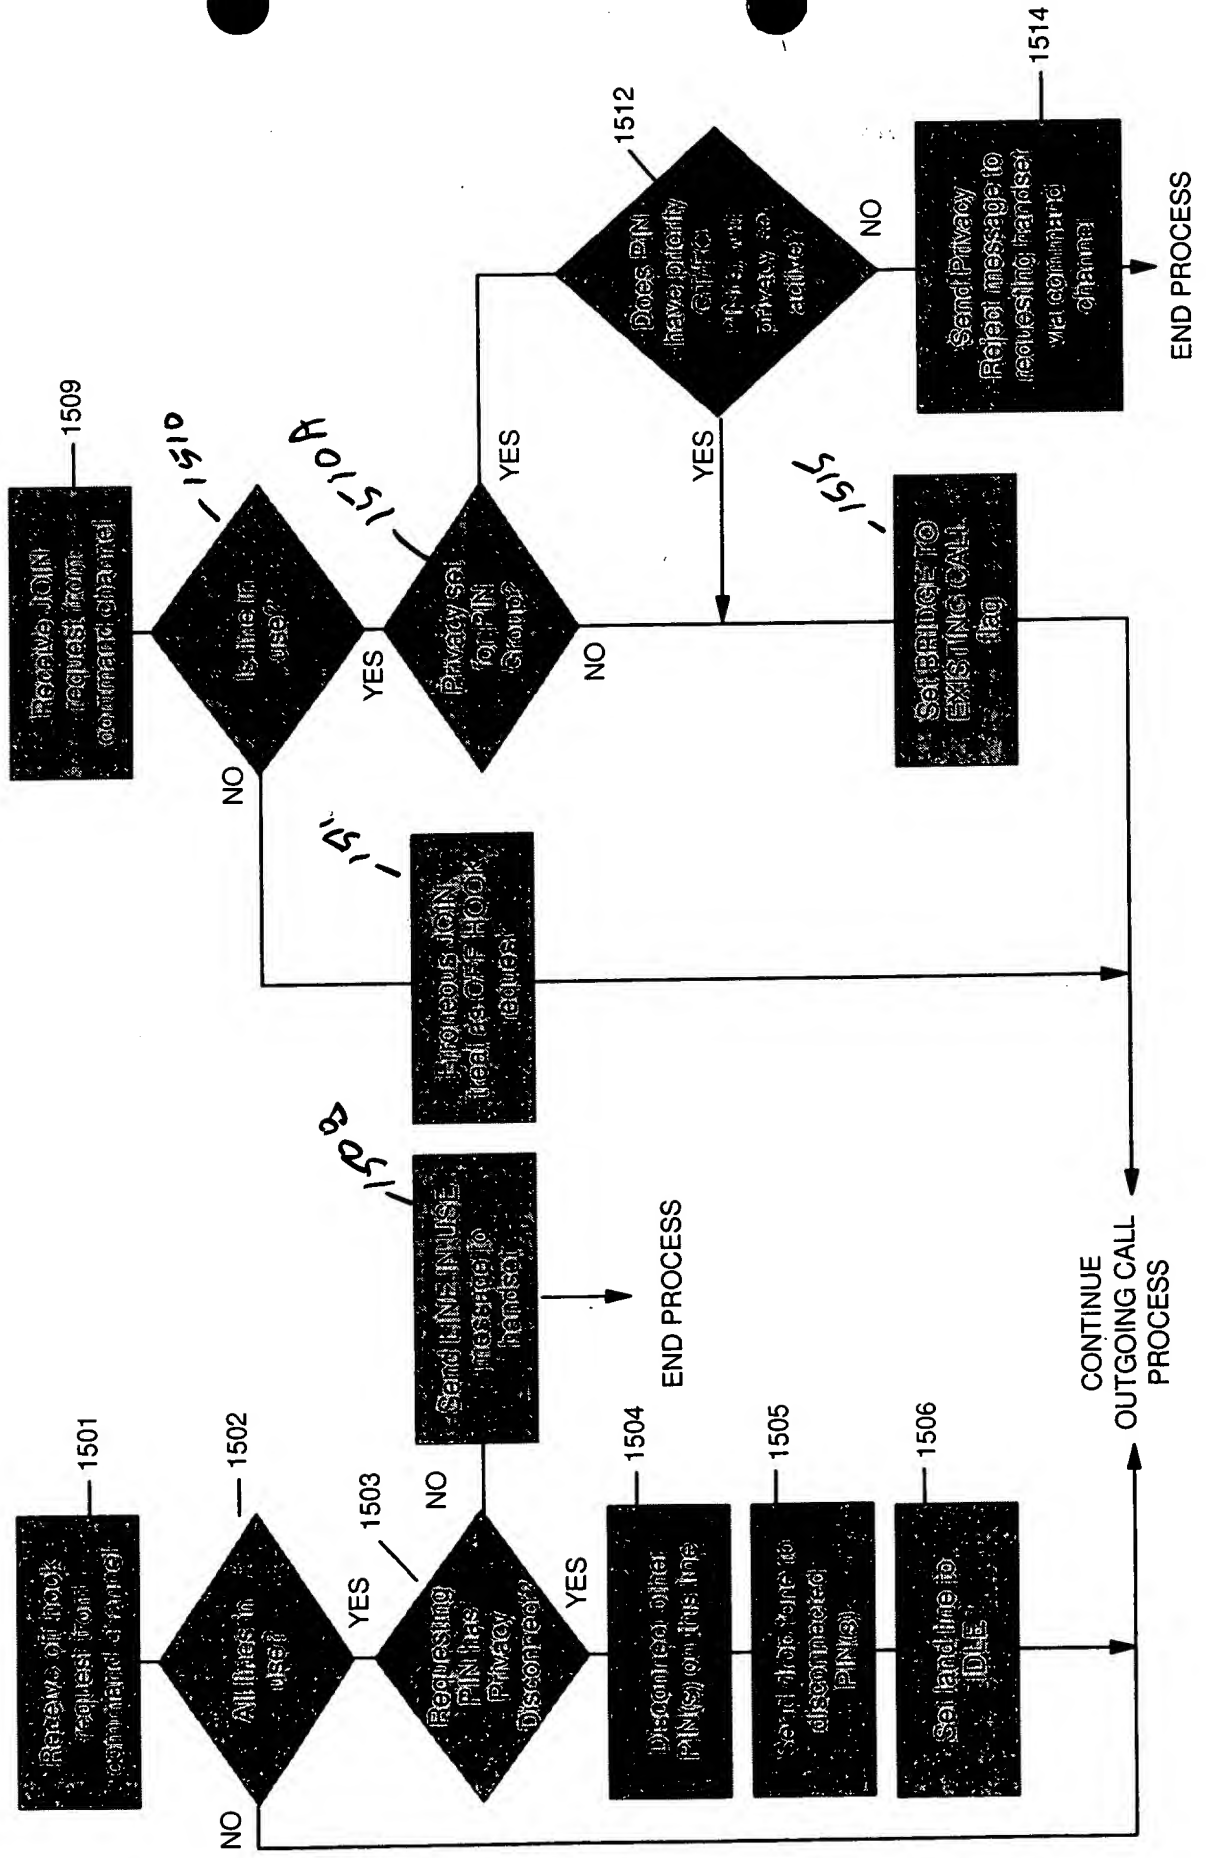 1501
Receive off hook
request from
command channel
1502
All lines in
use?
NO
YES
1503
Requesting
PIN has
Privacy
Disconnect?
NO
YES
1508
Send LINE IN USE
message to
handset
END PROCESS
1504
Disconnect other
PIN(s) on this line
1505
Send disc tone to
disconnected
PIN(s)
1506
Set land line to
IDLE
CONTINUE
OUTGOING CALL
PROCESS
1509
Receive JOIN
request from
command channel
1510
Is line in
use?
NO
YES
Erroneous JOIN,
treat as OFF HOOK
request
1510A
Privacy set
for PIN
Group?
YES
NO
1512
Does PIN
have priority
PIN(s) with
privacy
active?
YES
NO
1514
Send Privacy
Reject message to
requesting handset
via command
channel
END PROCESS
1515
Set BRIDGE TO
EXISTING CALL
flag